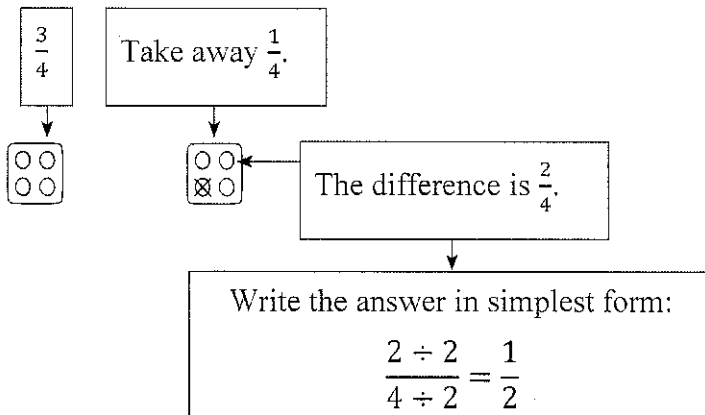 3/4
Take away 1/4.
The difference is 2/4.
Write the answer in simplest form:
2 ÷ 2 / 4 ÷ 2 = 1/2